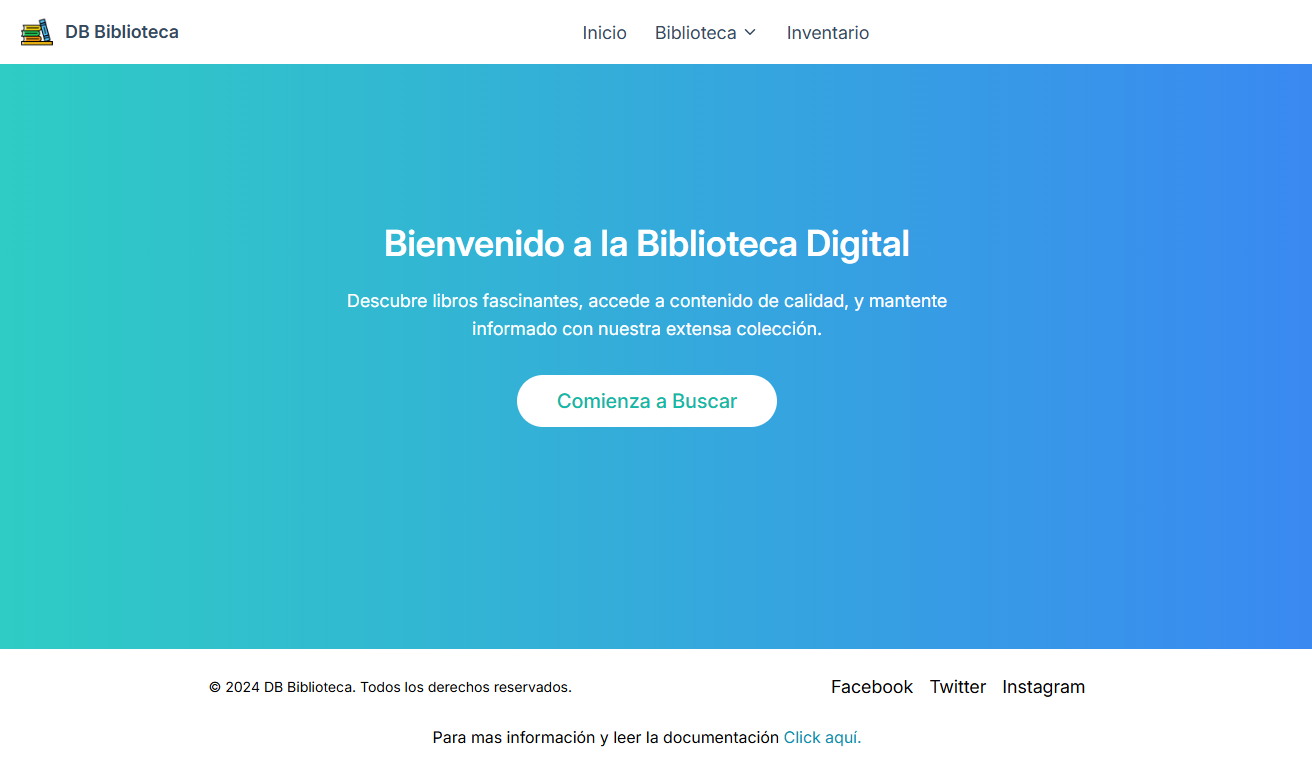 DB Biblioteca
Inicio Biblioteca Inventario
Bienvenido a la Biblioteca Digital
Descubre libros fascinantes, accede a contenido de calidad, y mantente
informado con nuestra extensa colección.
Comienza a Buscar
© 2024 DB Biblioteca. Todos los derechos reservados.
Facebook Twitter Instagram
Para mas información y leer la documentación Click aquí.